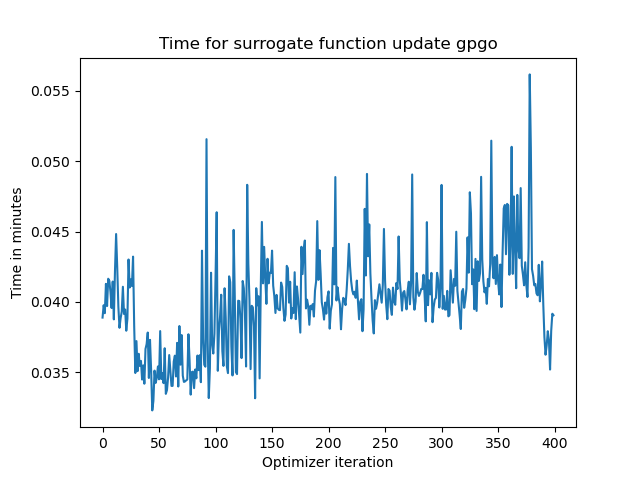 Time for surrogate function update gpgo
0.055
0.050
0.045
0.040
0.035
Time in minutes
0 50 100 150 200 250 300 350 400
Optimizer iteration